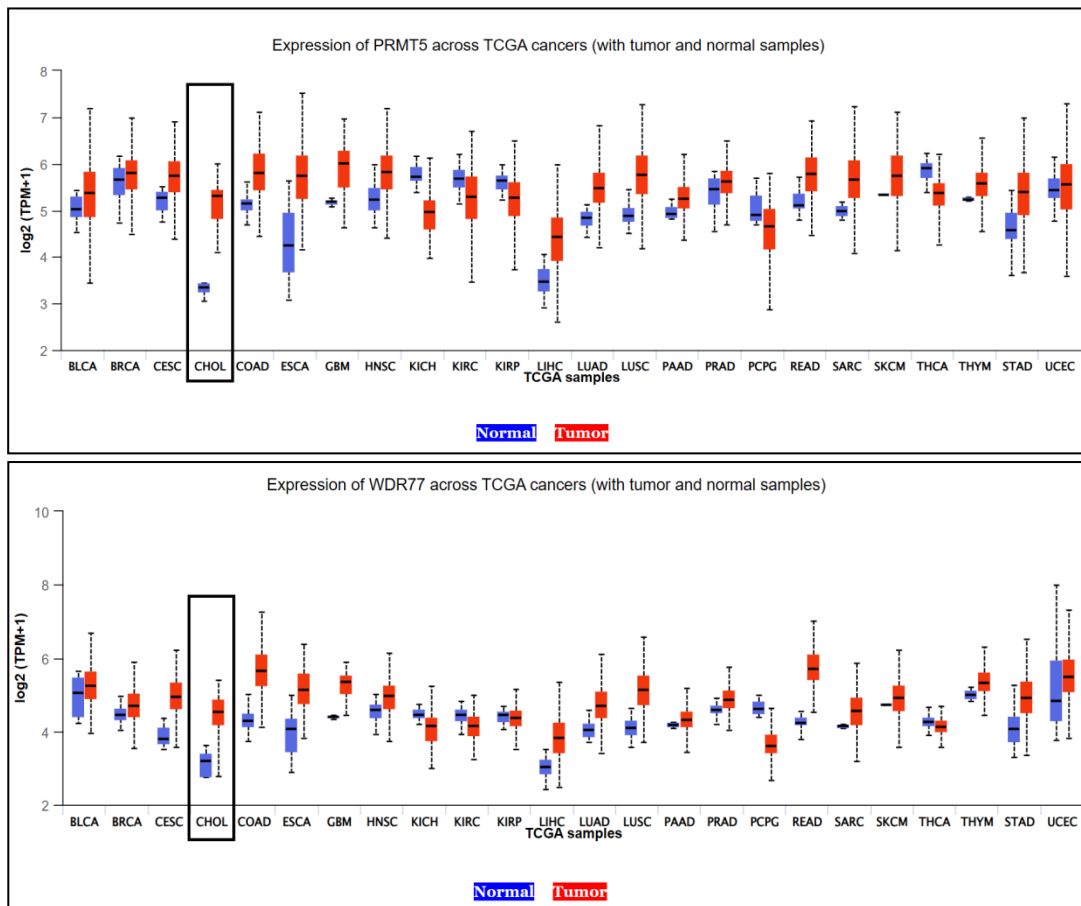 Expression of PRMT5 across TCGA cancers (with tumor and normal samples)
8
7
6
5
4
3
2
log2 (TPM+1)
BLCA BRCA CESC CHOL COAD ESCA GBM HNSC KICH KIRC KIRP LIHC LUAD LUSC PAAD PRAD PCPG READ SARC SKCM THCA THYM STAD UCEC
TCGA samples
Normal Tumor
Expression of WDR77 across TCGA cancers (with tumor and normal samples)
10
8
6
4
2
log2 (TPM+1)
BLCA BRCA CESC CHOL COAD ESCA GBM HNSC KICH KIRC KIRP LIHC LUAD LUSC PAAD PRAD PCPG READ SARC SKCM THCA THYM STAD UCEC
TCGA samples
Normal Tumor